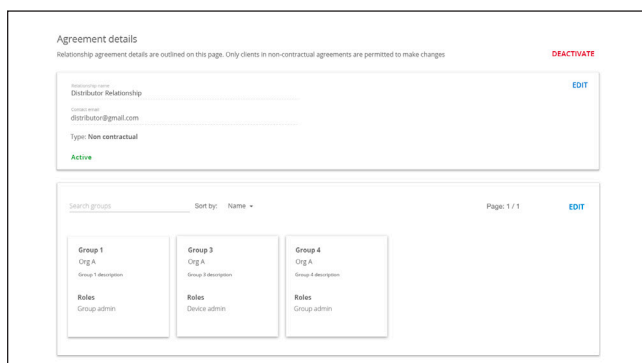 Agreement details
Relationship agreement details are outlined on this page. Only clients in non-contractual agreements are permitted to make changes
DEACTIVATE
Relationship name
EDIT
Distributor Relationship
Contact email
distributor@gmail.com
Type: Non contractual
Active
Search groups Sort by: Name Page: 1 / 1 EDIT
Group 1 Group 3 Group 4
Org A Org A Org A
Group 1 description Group 3 description Group 4 description
Roles Roles Roles
Group admin Device admin Group admin